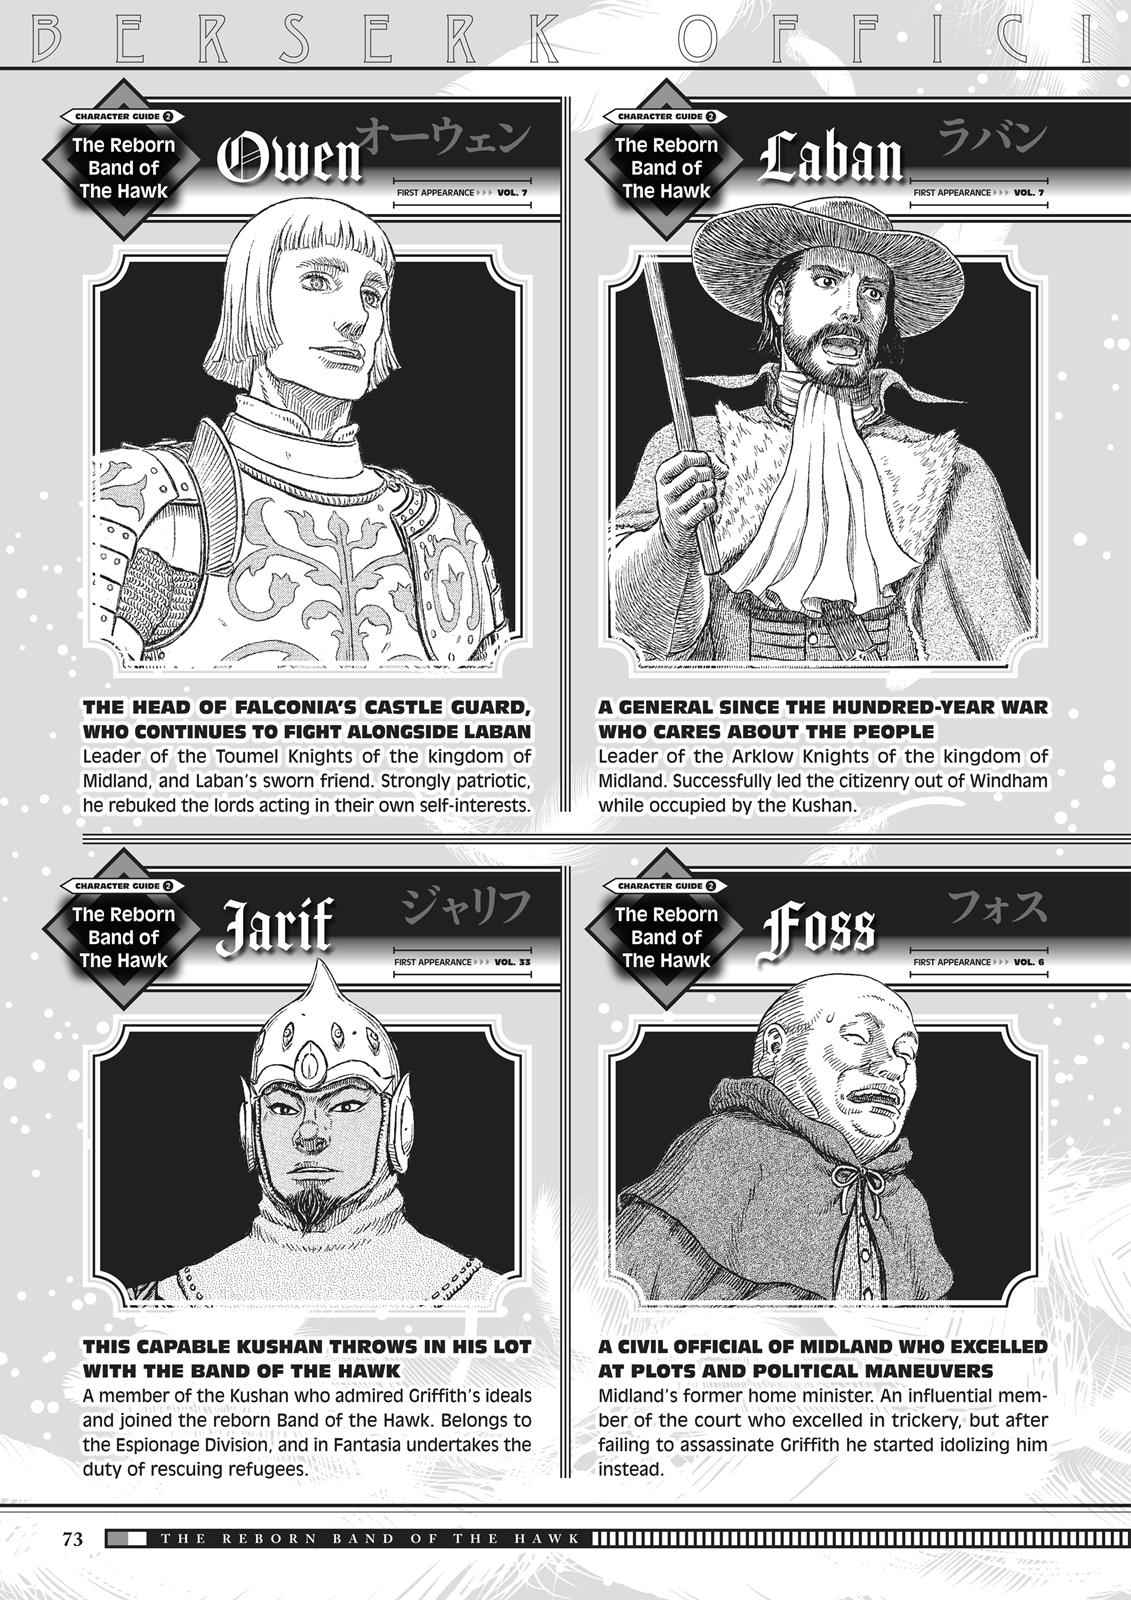 BERSERK OFFICI
CHARACTER GUIDE 2
The Reborn
Band of
The Hawk
Owen
オーウェン
FIRST APPEARANCE VOL. 7
THE HEAD OF FALCONIA'S CASTLE GUARD,
WHO CONTINUES TO FIGHT ALONGSIDE LABAN
Leader of the Toumel Knights of the kingdom of
Midland, and Laban's sworn friend. Strongly patriotic,
he rebuked the lords acting in their own self-interests.
CHARACTER GUIDE 2
The Reborn
Band of
The Hawk
Laban
ラバン
FIRST APPEARANCE VOL. 7
A GENERAL SINCE THE HUNDRED-YEAR WAR
WHO CARES ABOUT THE PEOPLE
Leader of the Arklow Knights of the kingdom of
Midland. Successfully led the citizenry out of Windham
while occupied by the Kushan.
CHARACTER GUIDE 2
The Reborn
Band of
The Hawk
Jarif
ジャリフ
FIRST APPEARANCE VOL. 33
THIS CAPABLE KUSHAN THROWS IN HIS LOT
WITH THE BAND OF THE HAWK
A member of the Kushan who admired Griffith's ideals
and joined the reborn Band of the Hawk. Belongs to
the Espionage Division, and in Fantasia undertakes the
duty of rescuing refugees.
CHARACTER GUIDE 2
The Reborn
Band of
The Hawk
Foss
フォス
FIRST APPEARANCE VOL. 6
A CIVIL OFFICIAL OF MIDLAND WHO EXCELLED
AT PLOTS AND POLITICAL MANEUVERS
Midland's former home minister. An influential mem-
ber of the court who excelled in trickery, but after
failing to assassinate Griffith he started idolizing him
instead.
73 THE REBORN BAND OF THE HAWK